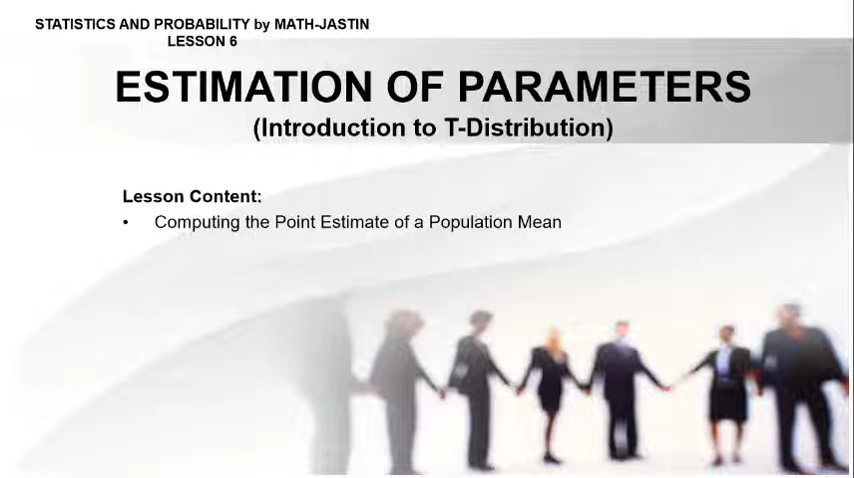 STATISTICS AND PROBABILITY by MATH-JASTIN
LESSON 6
ESTIMATION OF PARAMETERS
(Introduction to T-Distribution)
Lesson Content:
• Computing the Point Estimate of a Population Mean